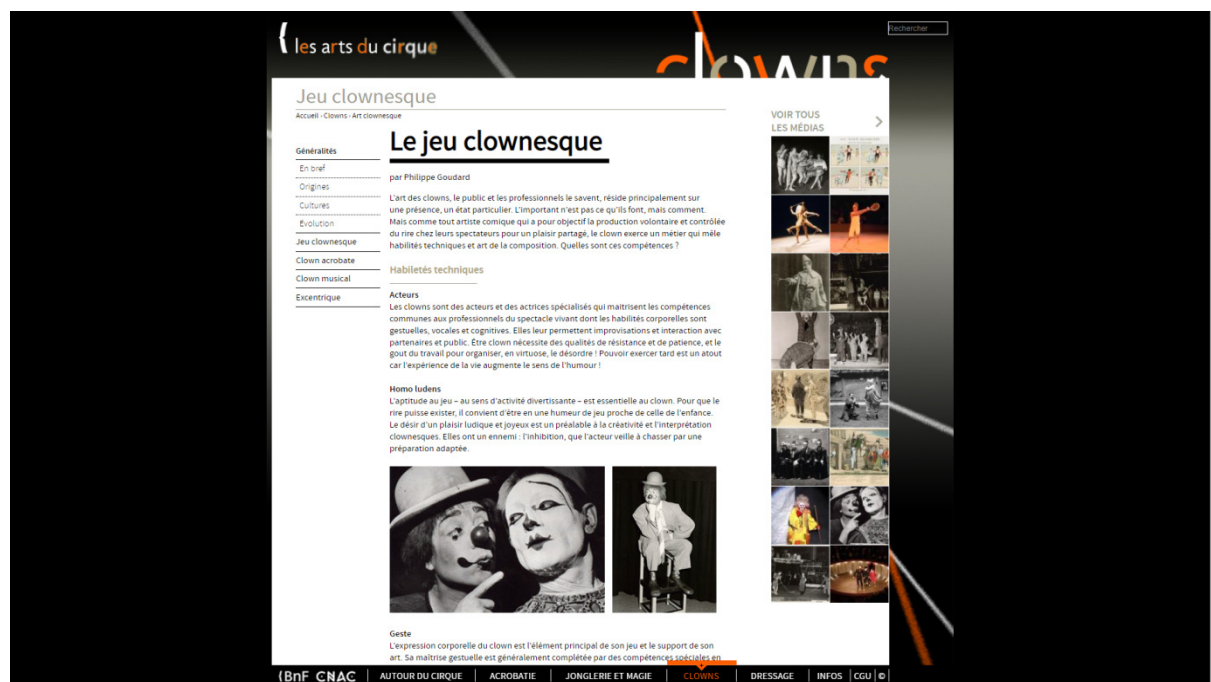 les arts du cirque
clowns
Rechercher
Jeu clownesque
Accueil › Clowns › Art clownesque
Généralités
En bref
Origines
Cultures
Evolution
Jeu clownesque
Clown acrobate
Clown musical
Excentrique
Le jeu clownesque
par Philippe Goudard
L'art des clowns, le public et les professionnels le savent, réside principalement sur
une présence, un état particulier. L'important n'est pas ce qu'ils font, mais comment.
Mais comme tout artiste comique qui a pour objectif la production volontaire et contrôlée
du rire chez leurs spectateurs pour un plaisir partagé, le clown exerce un métier qui mêle
habilités techniques et art de la composition. Quelles sont ces compétences ?
Habiletés techniques
Acteurs
Les clowns sont des acteurs et des actrices spécialisés qui maitrisent les compétences
communes aux professionnels du spectacle vivant dont les habilités corporelles sont
gestuelles, vocales et cognitives. Elles leur permettent improvisations et interaction avec
partenaires et public. Être clown nécessite des qualités de résistance et de patience, et le
gout du travail pour organiser, en virtuose, le désordre ! Pouvoir exercer tard est un atout
car l'expérience de la vie augmente le sens de l'humour !
Homo ludens
L'aptitude au jeu – au sens d'activité divertissante – est essentielle au clown. Pour que le
rire puisse exister, il convient d'être en une humeur de jeu proche de celle de l'enfance.
Le désir d'un plaisir ludique et joyeux est un préalable à la créativité et l'interprétation
clownesques. Elles ont un ennemi : l'inhibition, que l'acteur veille à chasser par une
préparation adaptée.
Geste
L'expression corporelle du clown est l'élément principal de son jeu et le support de son
art. Sa maîtrise gestuelle est généralement complétée par des compétences spéciales en
VOIR TOUS
LES MÉDIAS
BnF CNAC AUTOUR DU CIRQUE ACROBATIE JONGLERIE ET MAGIE CLOWNS DRESSAGE INFOS CGU ©